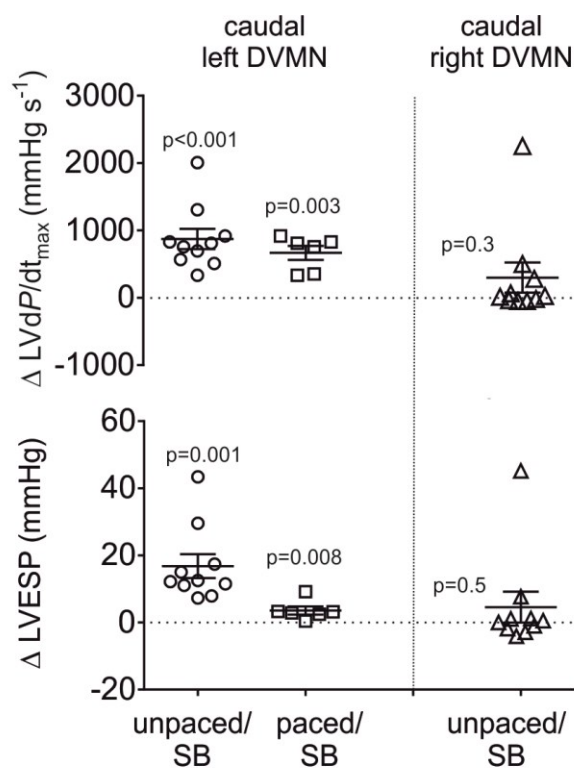 caudal
left DVMN
caudal
right DVMN
Δ LVdP/dtmax (mmHg s-1)
3000
2000
1000
0
-1000
p<0.001
p=0.003
p=0.3
Δ LVESP (mmHg)
60
40
20
0
-20
p=0.001
p=0.008
p=0.5
unpaced/
SB
paced/
SB
unpaced/
SB